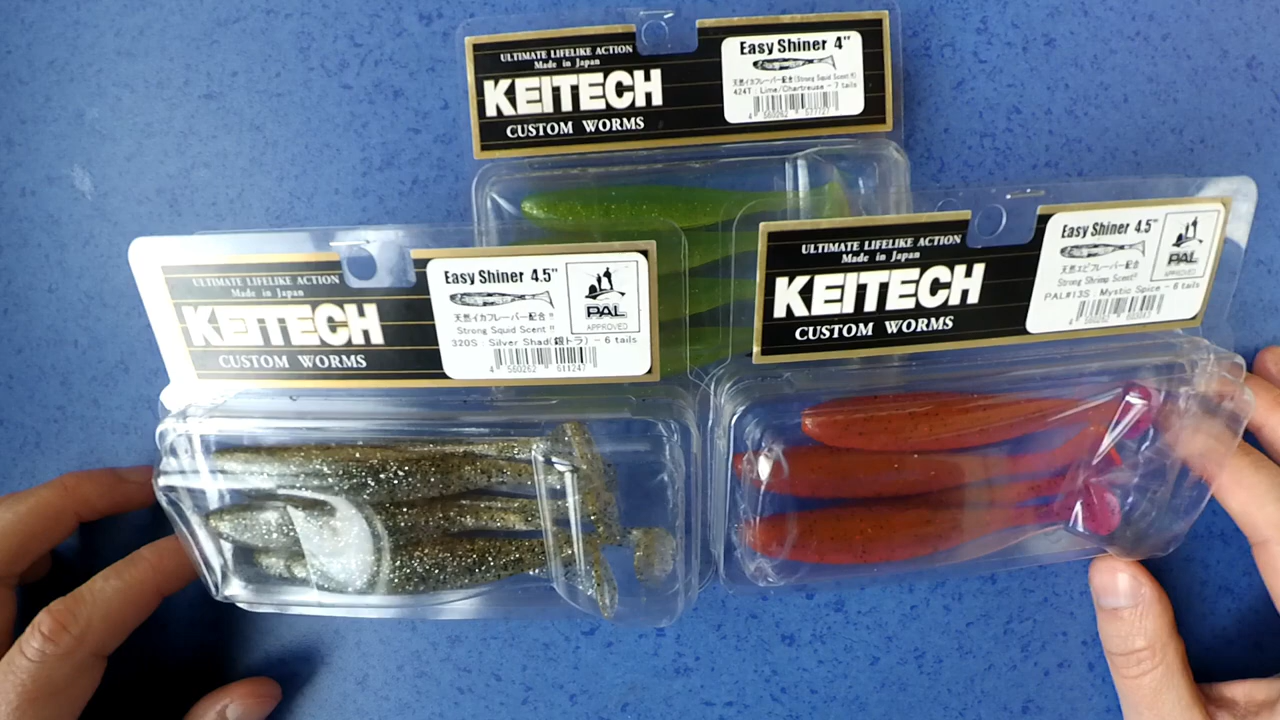 ULTIMATE LIFELIKE ACTION
Made in Japan
KEITECH
CUSTOM WORMS
Easy Shiner 4"
天然イカフレーバー配合(Strong Squid Scent!!)
424T : Lime/Chartreuse - 7 tails
4 560262 577727
ULTIMATE LIFELIKE ACTION
Made in Japan
KEITECH
CUSTOM WORMS
Easy Shiner 4.5"
天然イカフレーバー配合 !!
Strong Squid Scent !!
320S : Silver Shad(銀トラ) - 6 tails
4 560262 611247
PAL
APPROVED
ULTIMATE LIFELIKE ACTION
Made in Japan
KEITECH
CUSTOM WORMS
Easy Shiner 4.5"
天然エビフレーバー配合
Strong Shrimp Scent!!
PAL#13S : Mystic Spice - 6 tails
PAL
APPROVED